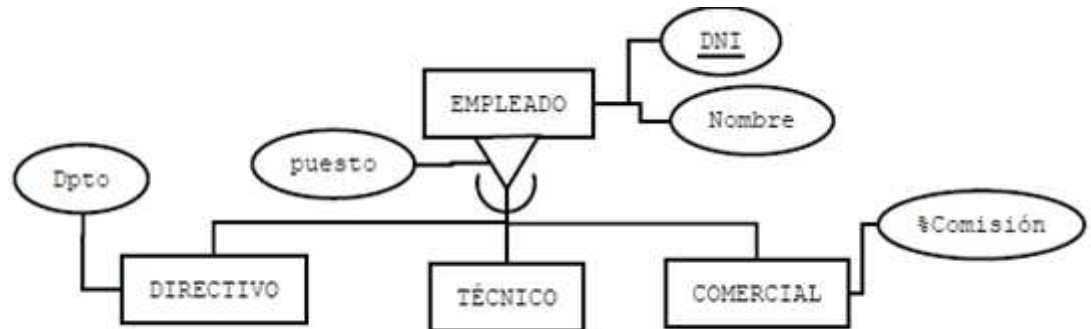 DNI
EMPLEADO
Nombre
puesto
Dpto
%Comisión
DIRECTIVO
TÉCNICO
COMERCIAL